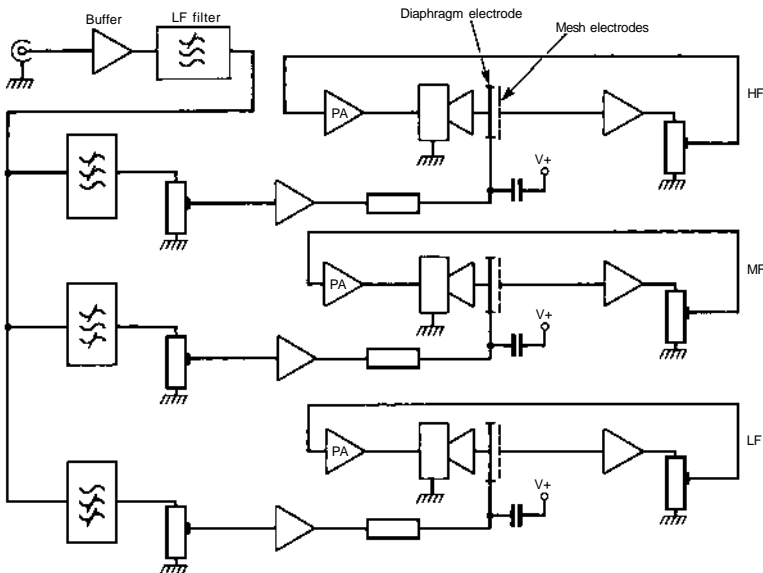 Buffer
LF filter
Diaphragm electrode
Mesh electrodes
PA
HF
V+
PA
MF
V+
PA
LF
V+